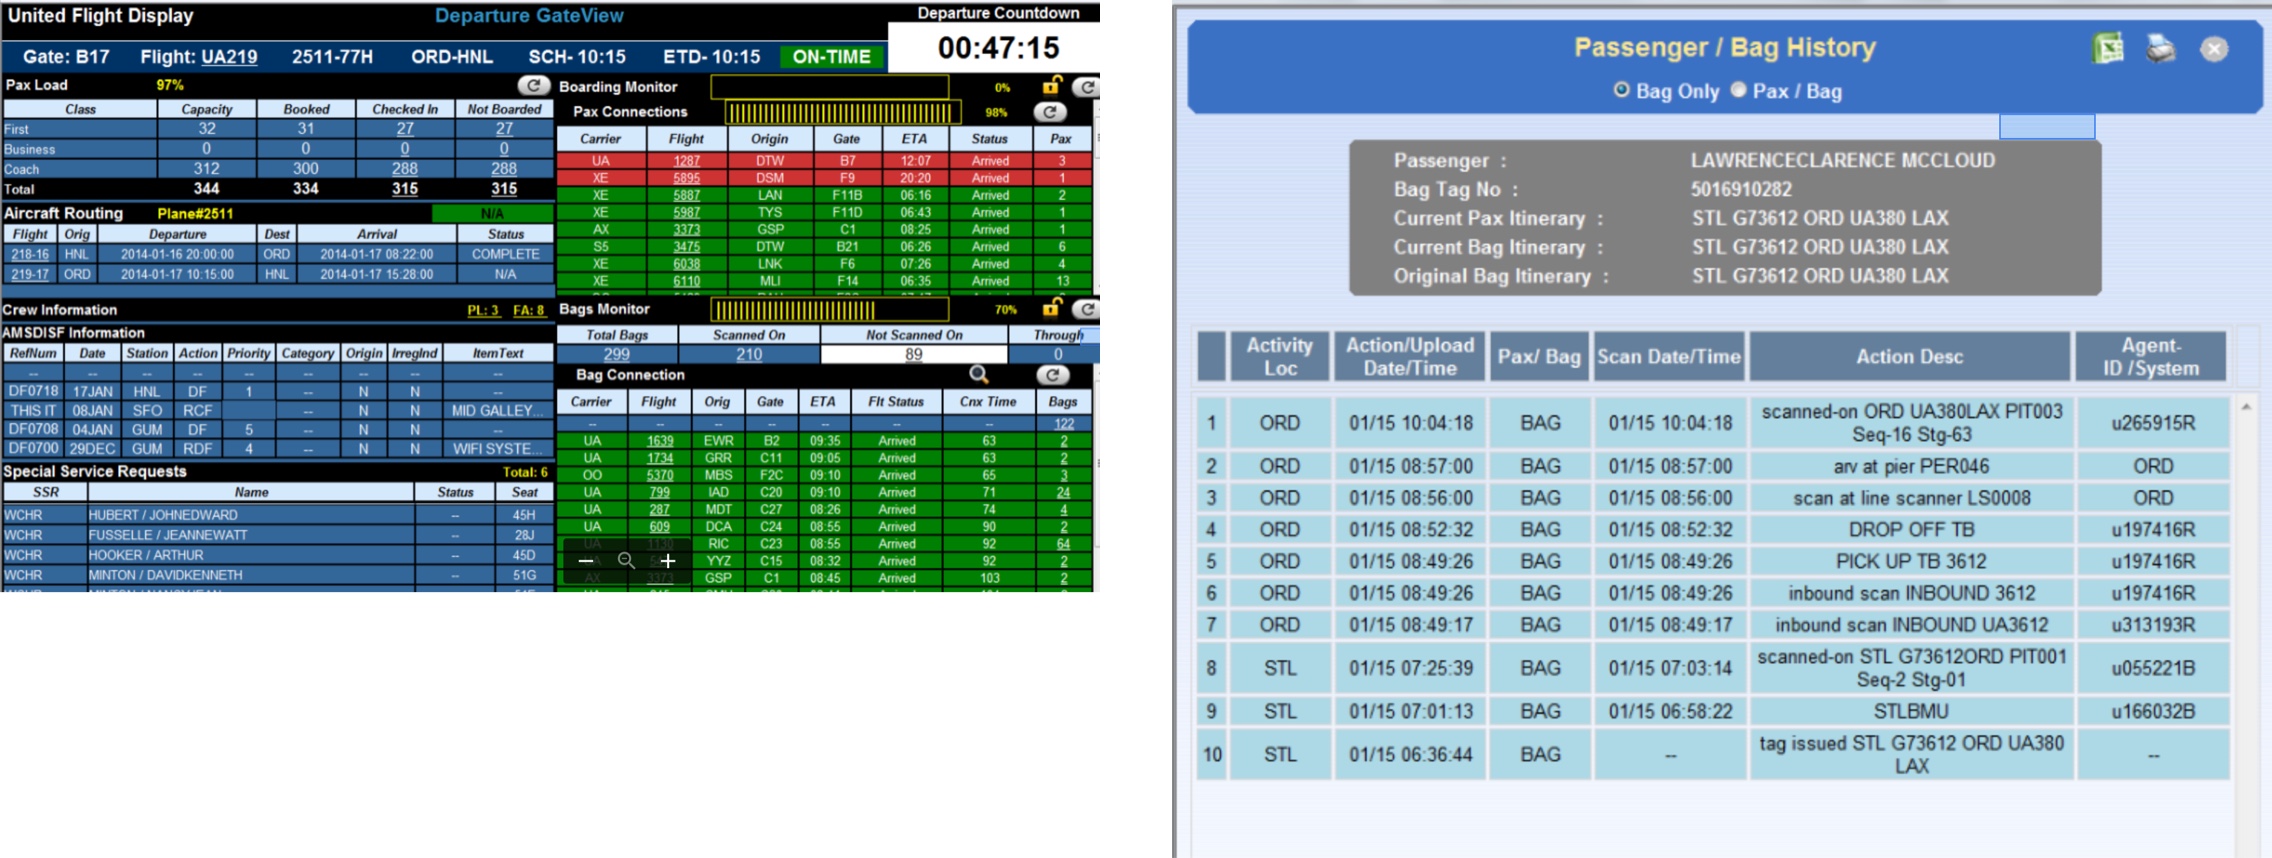 United Flight Display Departure GateView Departure Countdown
Gate: B17 Flight: UA219 2511-77H ORD-HNL SCH- 10:15 ETD- 10:15 ON-TIME 00:47:15
Pax Load 97%
Class Capacity Booked Checked In Not Boarded
First 32 31 27 27
Business 0 0 0 0
Coach 312 300 288 288
Total 344 334 315 315
Aircraft Routing Plane#2511 N/A
Flight Orig Departure Dest Arrival Status
218-16 HNL 2014-01-16 20:00:00 ORD 2014-01-17 08:22:00 COMPLETE
219-17 ORD 2014-01-17 10:15:00 HNL 2014-01-17 15:28:00 N/A
Crew Information PL: 3 FA: 8
AMSDISF Information
RefNum Date Station Action Priority Category Origin IrregInd ItemText
-- -- -- -- -- -- -- -- --
DF0718 17JAN HNL DF 1 -- N N --
THIS IT 08JAN SFO RCF -- N N MID GALLEY...
DF0708 04JAN GUM DF 5 -- N N --
DF0700 29DEC GUM RDF 4 -- N N WIFI SYSTE...
Special Service Requests Total: 6
SSR Name Status Seat
WCHR HUBERT / JOHNEDWARD -- 45H
WCHR FUSSELLE / JEANNEWATT -- 28J
WCHR HOOKER / ARTHUR -- 45D
WCHR MINTON / DAVIDKENNETH -- 51G
Boarding Monitor 0%
Pax Connections 98%
Carrier Flight Origin Gate ETA Status Pax
UA 1287 DTW B7 12:07 Arrived 3
XE 5895 DSM F9 20:20 Arrived 1
XE 5887 LAN F11B 06:16 Arrived 2
XE 5987 TYS F11D 06:43 Arrived 1
AX 3373 GSP C1 08:25 Arrived 1
S5 3475 DTW B21 06:26 Arrived 6
XE 6038 LNK F6 07:26 Arrived 4
XE 6110 MLI F14 06:35 Arrived 13
Bags Monitor 70%
Total Bags Scanned On Not Scanned On Through
299 210 89 0
Bag Connection
Carrier Flight Orig Gate ETA Flt Status Cnx Time Bags
-- -- -- -- -- -- -- 122
UA 1639 EWR B2 09:35 Arrived 63 2
UA 1734 GRR C11 09:05 Arrived 63 2
OO 5370 MBS F2C 09:10 Arrived 65 3
UA 799 IAD C20 09:10 Arrived 71 24
UA 287 MDT C27 08:26 Arrived 74 4
UA 609 DCA C24 08:55 Arrived 90 2
UA RIC C23 08:55 Arrived 92 64
YYZ C15 08:32 Arrived 92 2
AX 3373 GSP C1 08:45 Arrived 103 2
Passenger / Bag History
Bag Only Pax / Bag
Passenger : LAWRENCECLARENCE MCCLOUD
Bag Tag No : 5016910282
Current Pax Itinerary : STL G73612 ORD UA380 LAX
Current Bag Itinerary : STL G73612 ORD UA380 LAX
Original Bag Itinerary : STL G73612 ORD UA380 LAX
Activity Loc Action/Upload Date/Time Pax/ Bag Scan Date/Time Action Desc Agent-ID /System
1 ORD 01/15 10:04:18 BAG 01/15 10:04:18 scanned-on ORD UA380LAX PIT003 Seq-16 Stg-63 u265915R
2 ORD 01/15 08:57:00 BAG 01/15 08:57:00 arv at pier PER046 ORD
3 ORD 01/15 08:56:00 BAG 01/15 08:56:00 scan at line scanner LS0008 ORD
4 ORD 01/15 08:52:32 BAG 01/15 08:52:32 DROP OFF TB u197416R
5 ORD 01/15 08:49:26 BAG 01/15 08:49:26 PICK UP TB 3612 u197416R
6 ORD 01/15 08:49:26 BAG 01/15 08:49:26 inbound scan INBOUND 3612 u197416R
7 ORD 01/15 08:49:17 BAG 01/15 08:49:17 inbound scan INBOUND UA3612 u313193R
8 STL 01/15 07:25:39 BAG 01/15 07:03:14 scanned-on STL G73612ORD PIT001 Seq-2 Stg-01 u055221B
9 STL 01/15 07:01:13 BAG 01/15 06:58:22 STLBMU u166032B
10 STL 01/15 06:36:44 BAG -- tag issued STL G73612 ORD UA380 LAX --